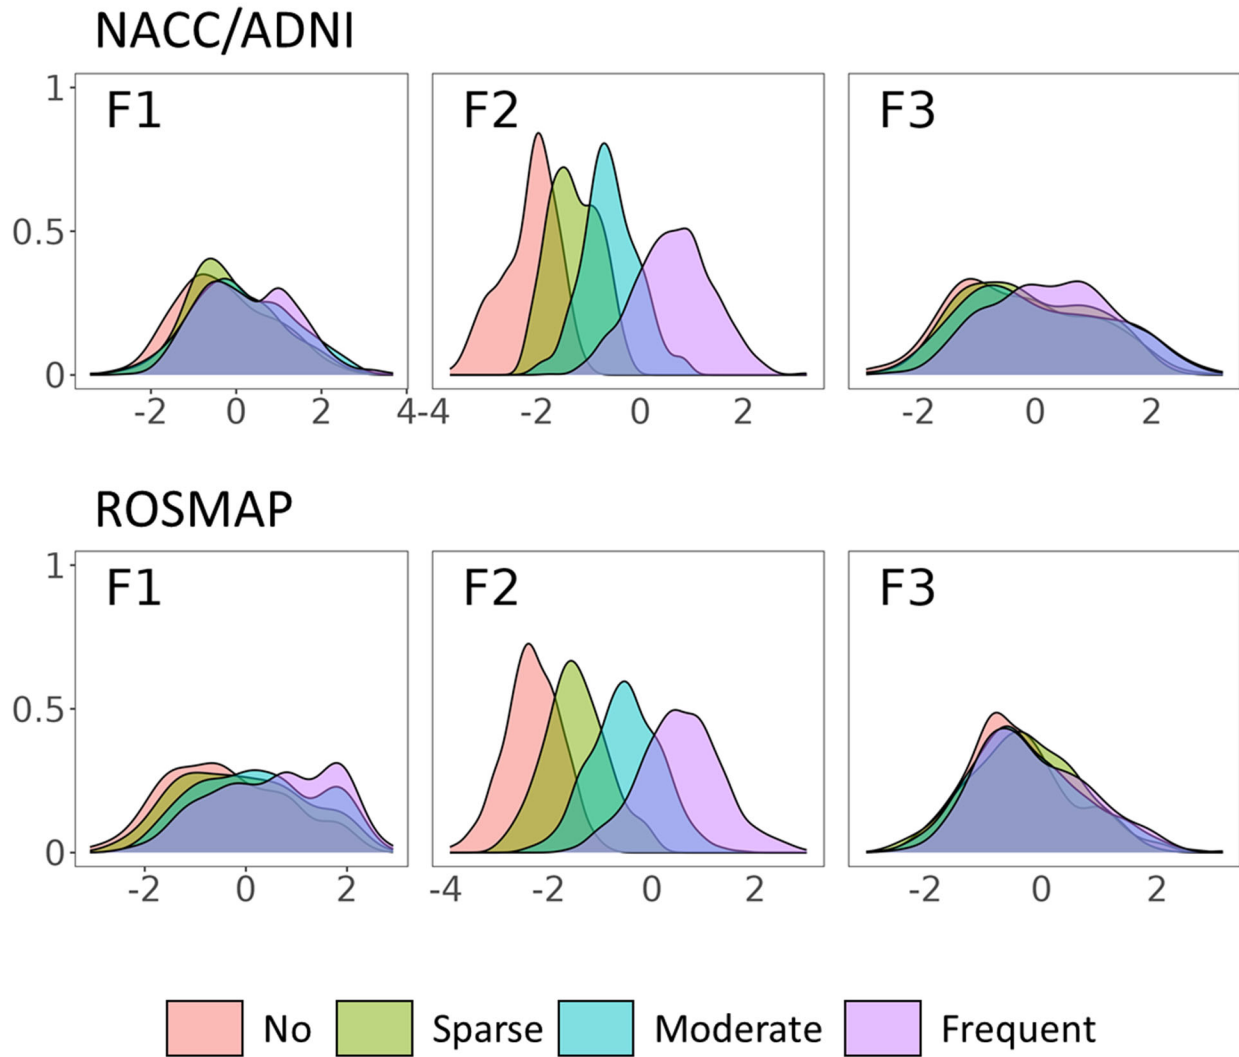 NACC/ADNI
F1 F2 F3
1
0.5
0
-2 0 2 4 -4 -2 0 2 -2 0 2
ROSMAP
F1 F2 F3
1
0.5
0
-2 0 2 -4 -2 0 2 -2 0 2
No Sparse Moderate Frequent